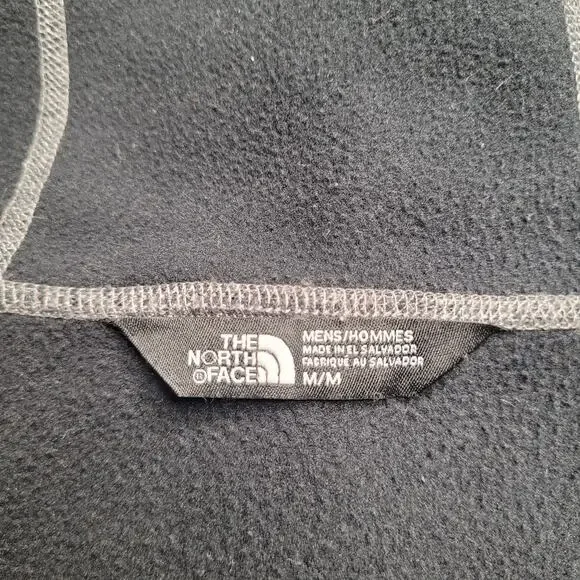 THE
NORTH
FACE
MENS/HOMMES
MADE IN EL SALVADOR
FABRIQUÉ AU SALVADOR
M/M